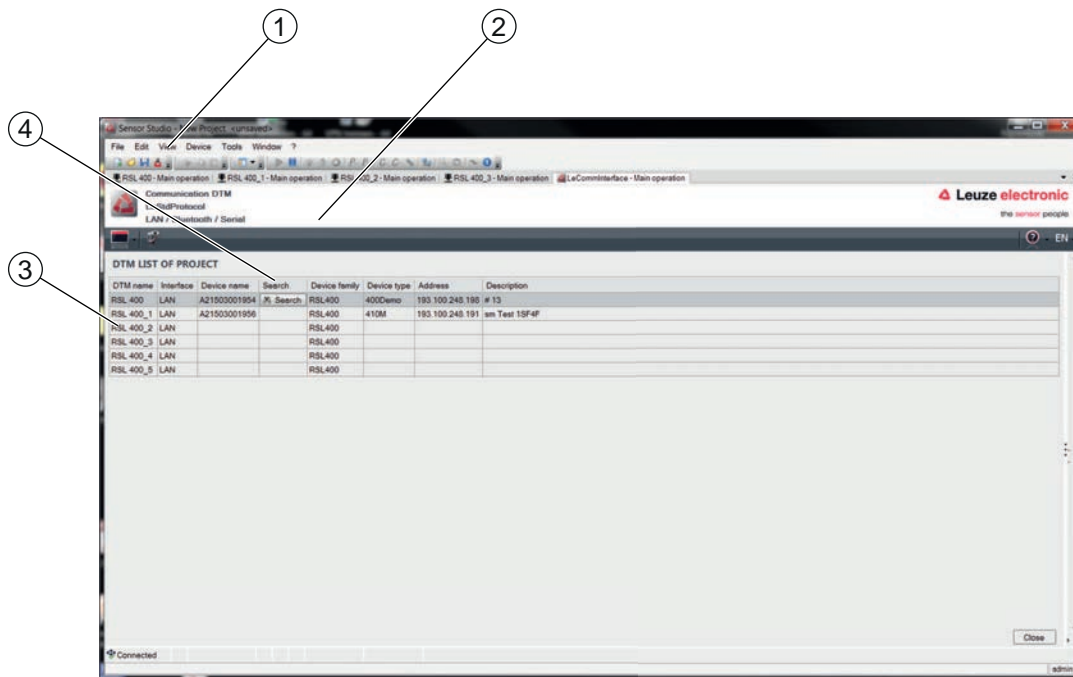 1
2
4
3
Sensor Studio - New Project <unsaved>
File Edit View Device Tools Window ?
RSL 400 - Main operation RSL 400_1 - Main operation RSL 400_2 - Main operation RSL 400_3 - Main operation LeCommInterface - Main operation
Communication DTM
LeStdProtocol
LAN / Bluetooth / Serial
Leuze electronic
the sensor people
EN
DTM LIST OF PROJECT
DTM name Interface Device name Search Device family Device type Address Description
RSL 400 LAN A21503001954 Search RSL400 400Demo 193.100.248.198 # 13
RSL 400_1 LAN A21503001956 RSL400 410M 193.100.248.191 sm Test 1SF4F
RSL 400_2 LAN RSL400
RSL 400_3 LAN RSL400
RSL 400_4 LAN RSL400
RSL 400_5 LAN RSL400
Close
Connected
admin